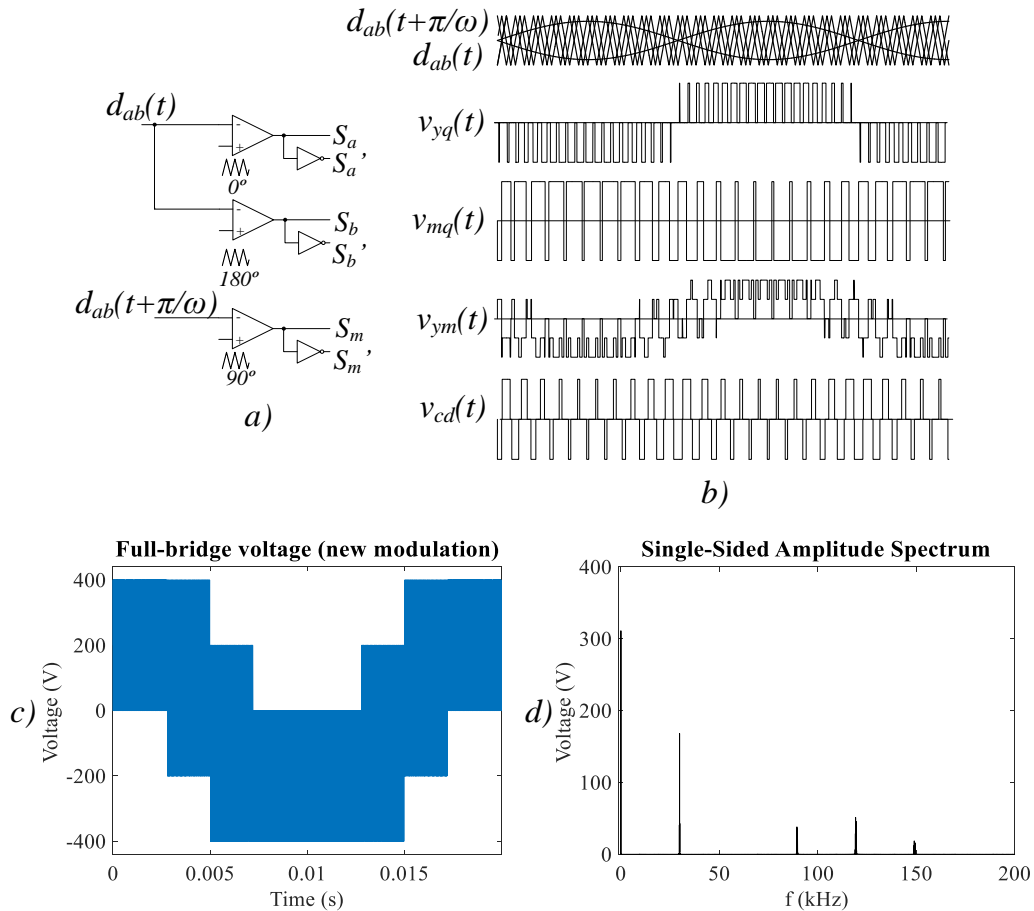 d_ab(t)
-
+
0º
S_a
S_a’
-
+
180º
S_b
S_b’
d_ab(t+π/ω)
-
+
90º
S_m
S_m’
a)
d_ab(t+π/ω)
d_ab(t)
v_yq(t)
v_mq(t)
v_ym(t)
v_cd(t)
b)
c)
Full-bridge voltage (new modulation)
Voltage (V)
400
200
0
-200
-400
0 0.005 0.01 0.015
Time (s)
d)
Single-Sided Amplitude Spectrum
Voltage (V)
400
300
200
100
0
0 50 100 150 200
f (kHz)